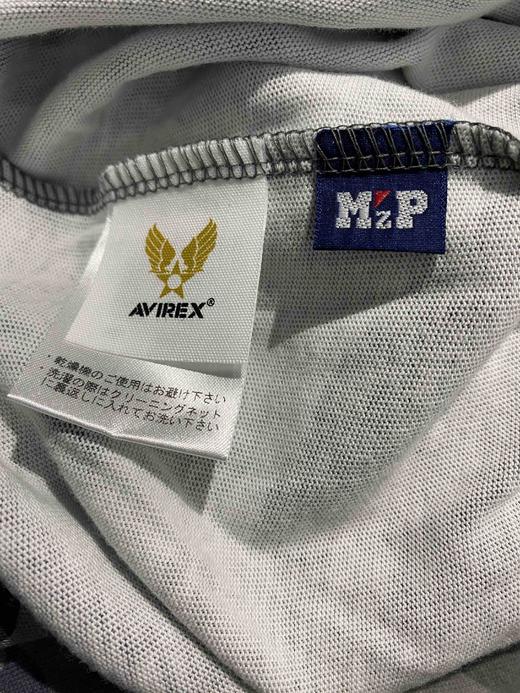 AVIREX®
・乾燥機のご使用はお避け下さい
・洗濯の際はクリーニングネット
に裏返しに入れてお洗い下さい
M'zP